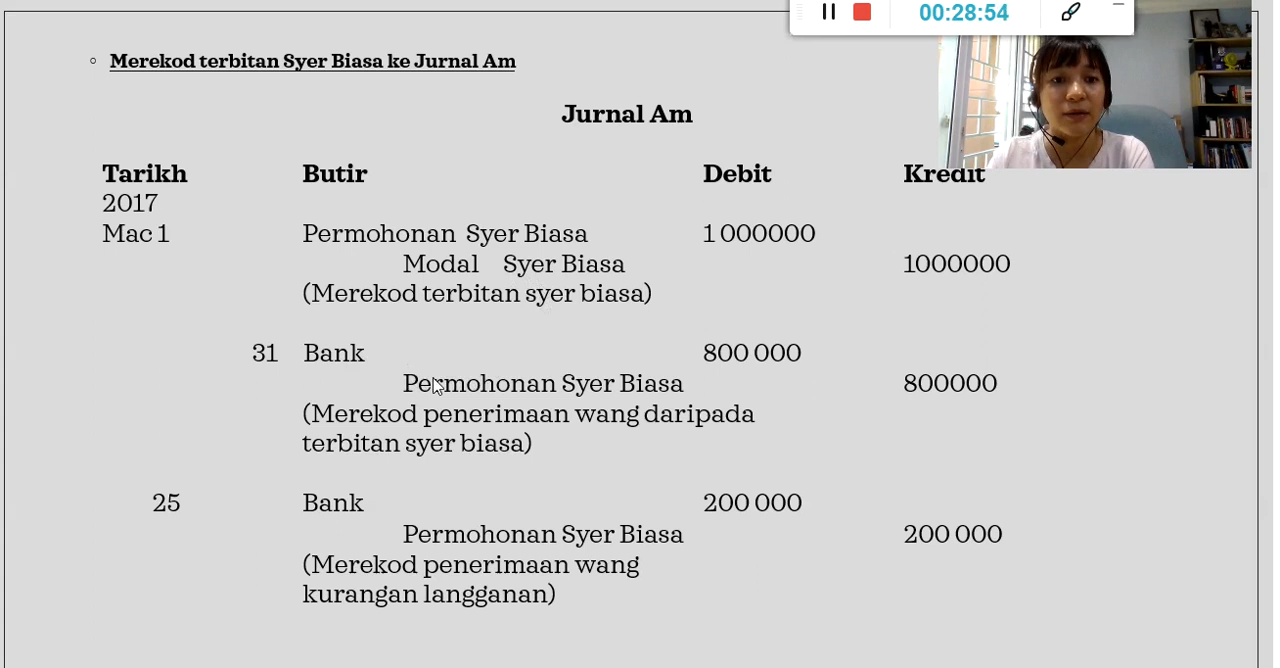 00:28:54
Merekod terbitan Syer Biasa ke Jurnal Am
Jurnal Am
Tarikh Butir Debit Kredit
2017
Mac 1 Permohonan Syer Biasa 1 000000
Modal Syer Biasa 1000000
(Merekod terbitan syer biasa)
31 Bank 800 000
Permohonan Syer Biasa 800000
(Merekod penerimaan wang daripada
terbitan syer biasa)
25 Bank 200 000
Permohonan Syer Biasa 200 000
(Merekod penerimaan wang
kurangan langganan)